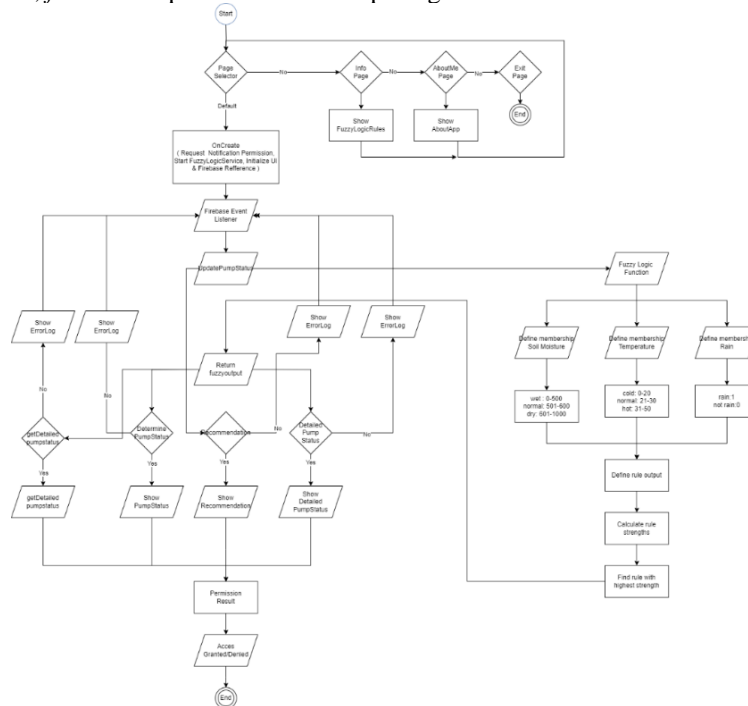 Start
Page
Selector
No
Info
Page
No
AboutMe
Page
No
Exit
Page
Default
Show
FuzzyLogicRules
Show
AboutApp
End
OnCreate
( Request Notification Permission,
Start FuzzyLogicService, Initialize UI
& Firebase Refference )
Firebase Event
Listener
UpdatePumpStatus
Fuzzy Logic
Function
Show
ErrorLog
Show
ErrorLog
Show
ErrorLog
Show
ErrorLog
Define membership
Soil Moisture
Define membership
Temperature
Define membership
Rain
Return
fuzzyoutput
No
No
No
No
wet : 0-500
normal: 501-600
dry: 601-1000
cold: 0-20
normal: 21-30
hot: 31-50
rain:1
not rain:0
getDetailed
pumpstatus
Determine
PumpStatus
Recommendation
Detailed
Pump
Status
Yes
Yes
Yes
Yes
getDetailed
pumpstatus
Show
PumpStatus
Show
Recommendation
Show
Detailed
PumpStatus
Define rule output
Calculate rule
strengths
Find rule with
highest strength
Permission
Result
Acces
Granted/Denied
End